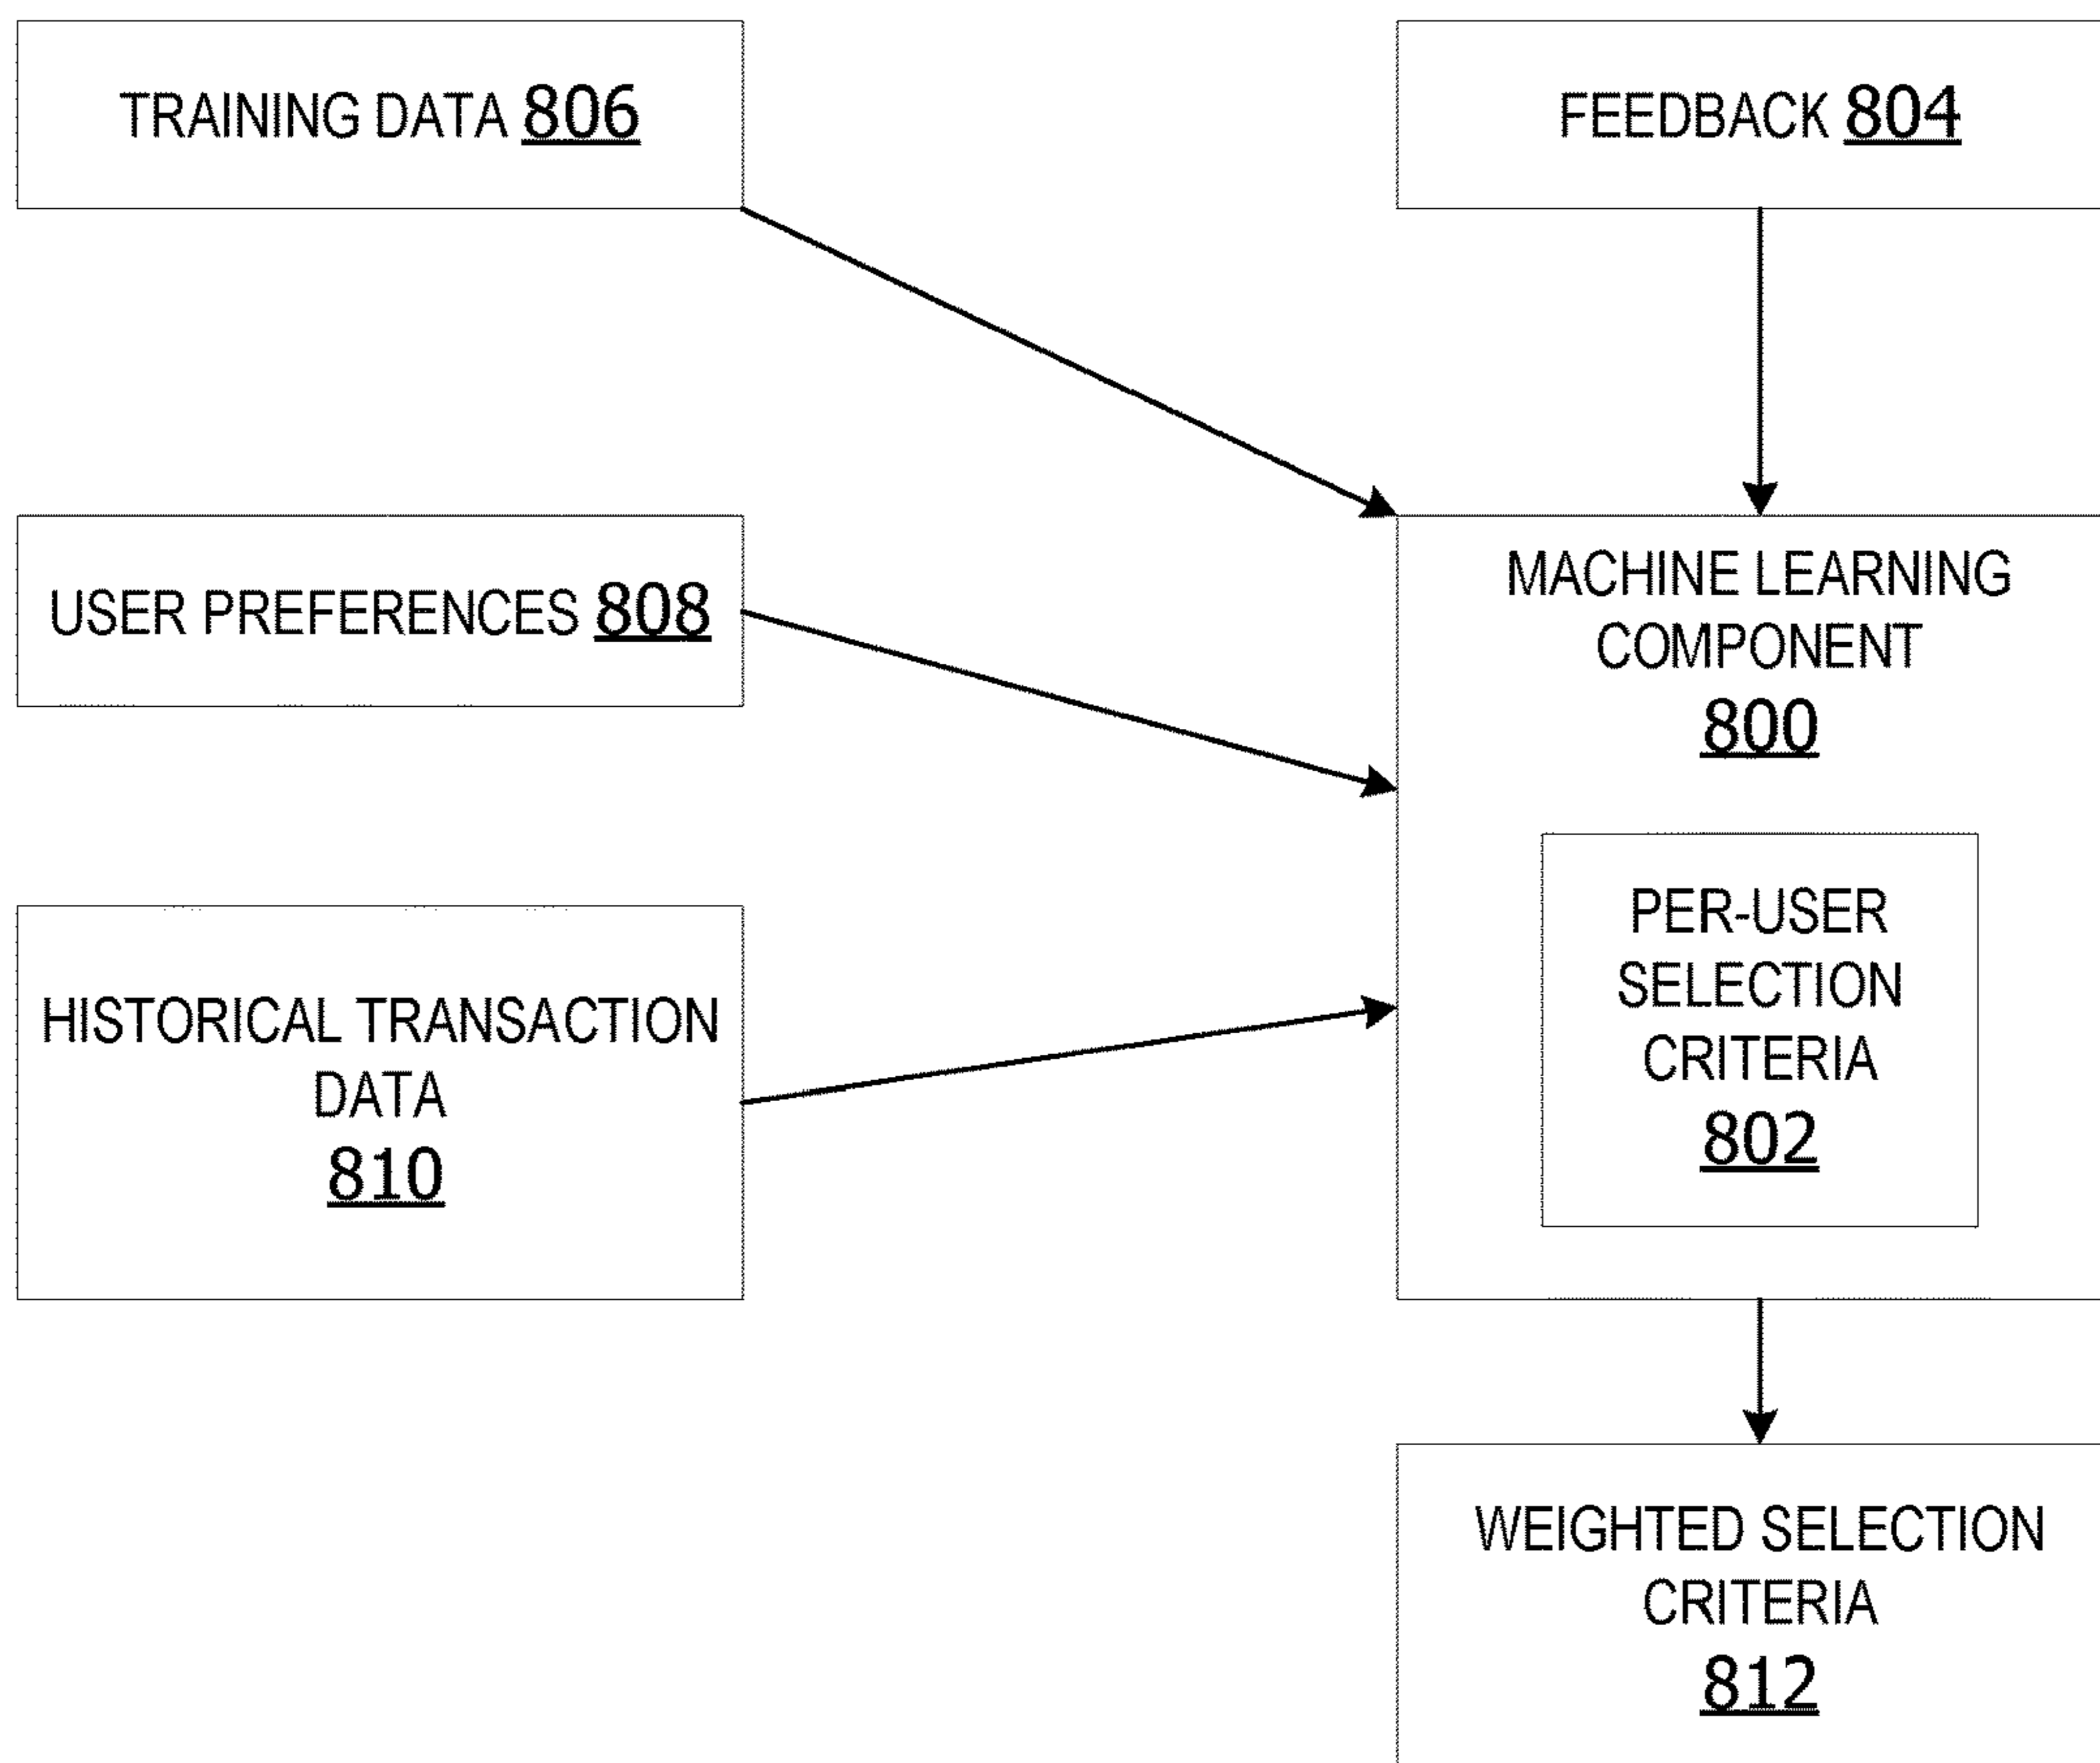 TRAINING DATA 806
FEEDBACK 804
USER PREFERENCES 808
MACHINE LEARNING
COMPONENT
800
HISTORICAL TRANSACTION
DATA
810
PER-USER
SELECTION
CRITERIA
802
WEIGHTED SELECTION
CRITERIA
812